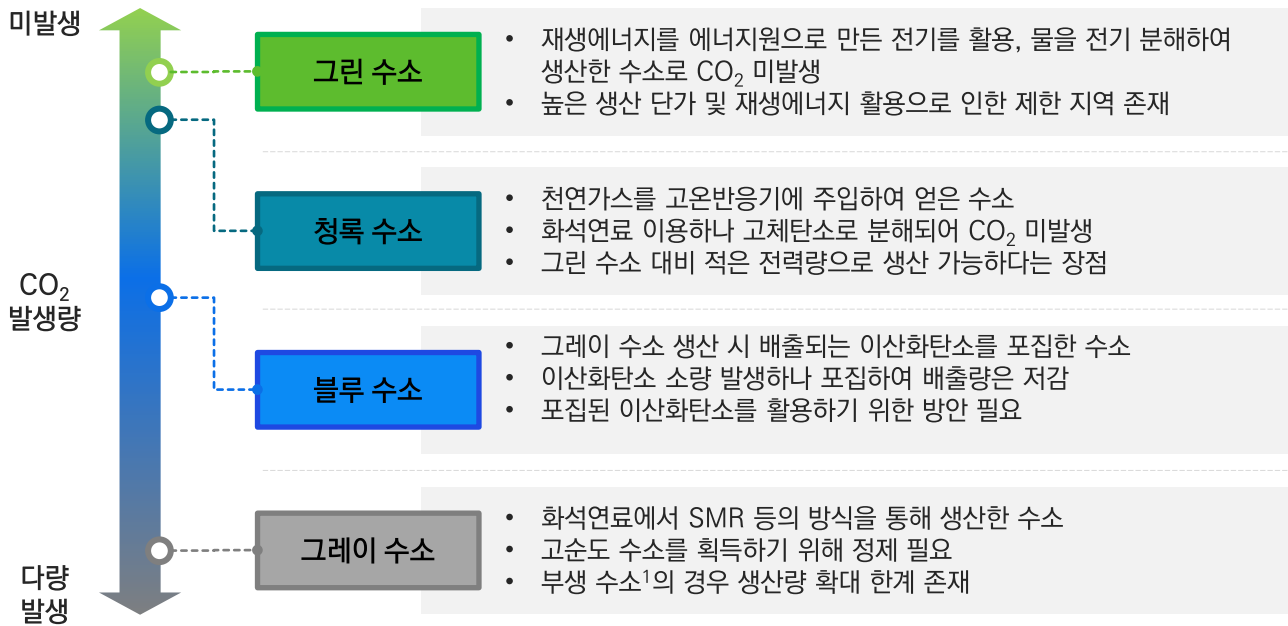 미발생
그린 수소
• 재생에너지를 에너지원으로 만든 전기를 활용, 물을 전기 분해하여
생산한 수소로 CO₂ 미발생
• 높은 생산 단가 및 재생에너지 활용으로 인한 제한 지역 존재
청록 수소
• 천연가스를 고온반응기에 주입하여 얻은 수소
• 화석연료 이용하나 고체탄소로 분해되어 CO₂ 미발생
• 그린 수소 대비 적은 전력량으로 생산 가능하다는 장점
CO₂
발생량
블루 수소
• 그레이 수소 생산 시 배출되는 이산화탄소를 포집한 수소
• 이산화탄소 소량 발생하나 포집하여 배출량은 저감
• 포집된 이산화탄소를 활용하기 위한 방안 필요
그레이 수소
• 화석연료에서 SMR 등의 방식을 통해 생산한 수소
• 고순도 수소를 획득하기 위해 정제 필요
• 부생 수소¹의 경우 생산량 확대 한계 존재
다량
발생